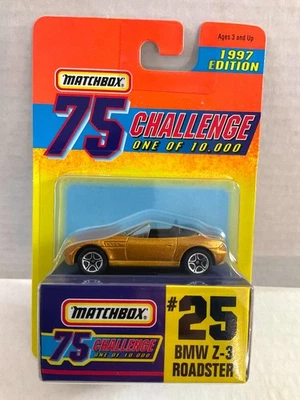 Ages 3 and Up
1997
EDITION
MATCHBOX
75 CHALLENGE
ONE OF 10,000
MATCHBOX
75 CHALLENGE
ONE OF 10,000
#25
BMW Z-3
ROADSTER